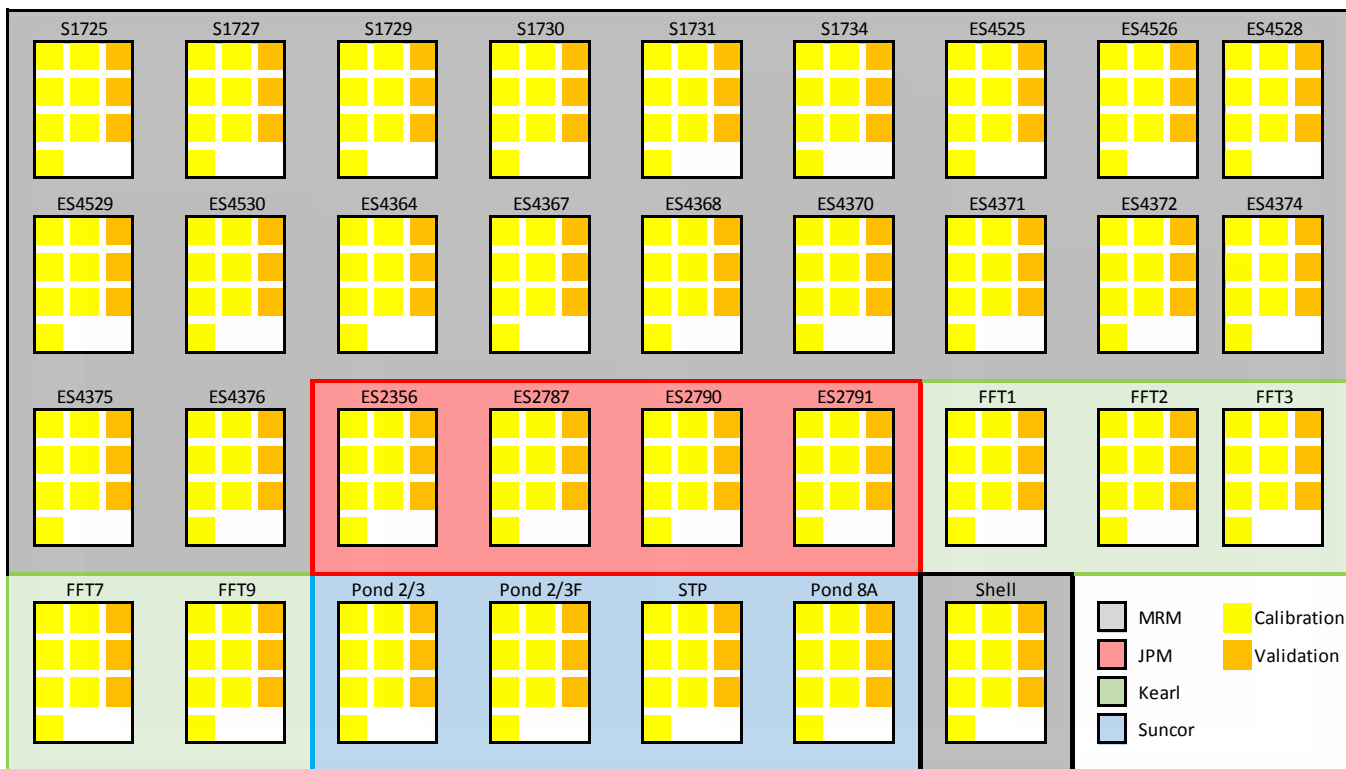 S1725 S1727 S1729 S1730 S1731 S1734 ES4525 ES4526 ES4528
ES4529 ES4530 ES4364 ES4367 ES4368 ES4370 ES4371 ES4372 ES4374
ES4375 ES4376 ES2356 ES2787 ES2790 ES2791 FFT1 FFT2 FFT3
FFT7 FFT9 Pond 2/3 Pond 2/3F STP Pond 8A Shell
MRM Calibration
JPM Validation
Kearl
Suncor